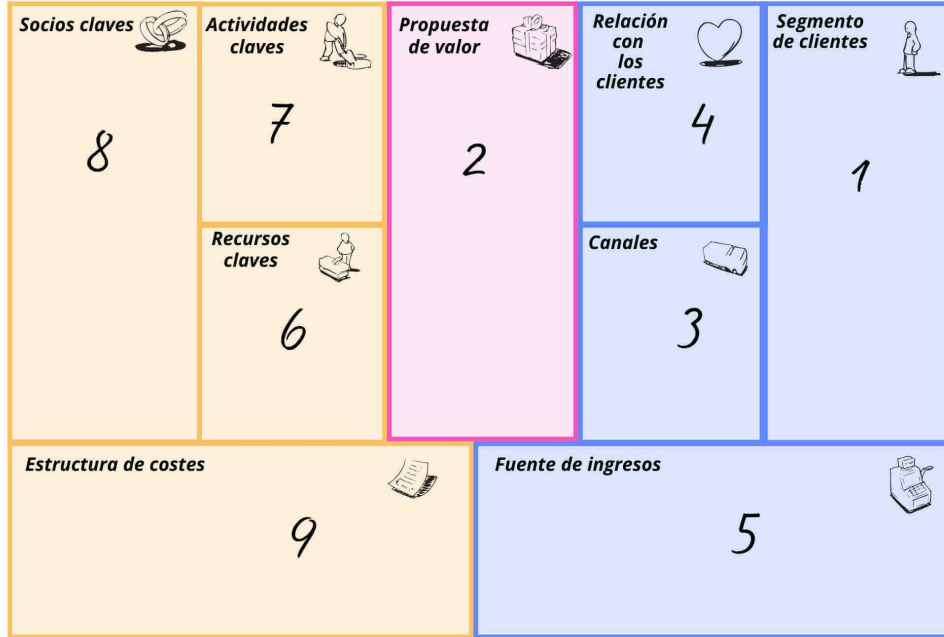 Socios claves
8
Actividades
claves
7
Recursos
claves
6
Propuesta
de valor
2
Relación
con
los
clientes
4
Canales
3
Segmento
de clientes
1
Estructura de costes
9
Fuente de ingresos
5